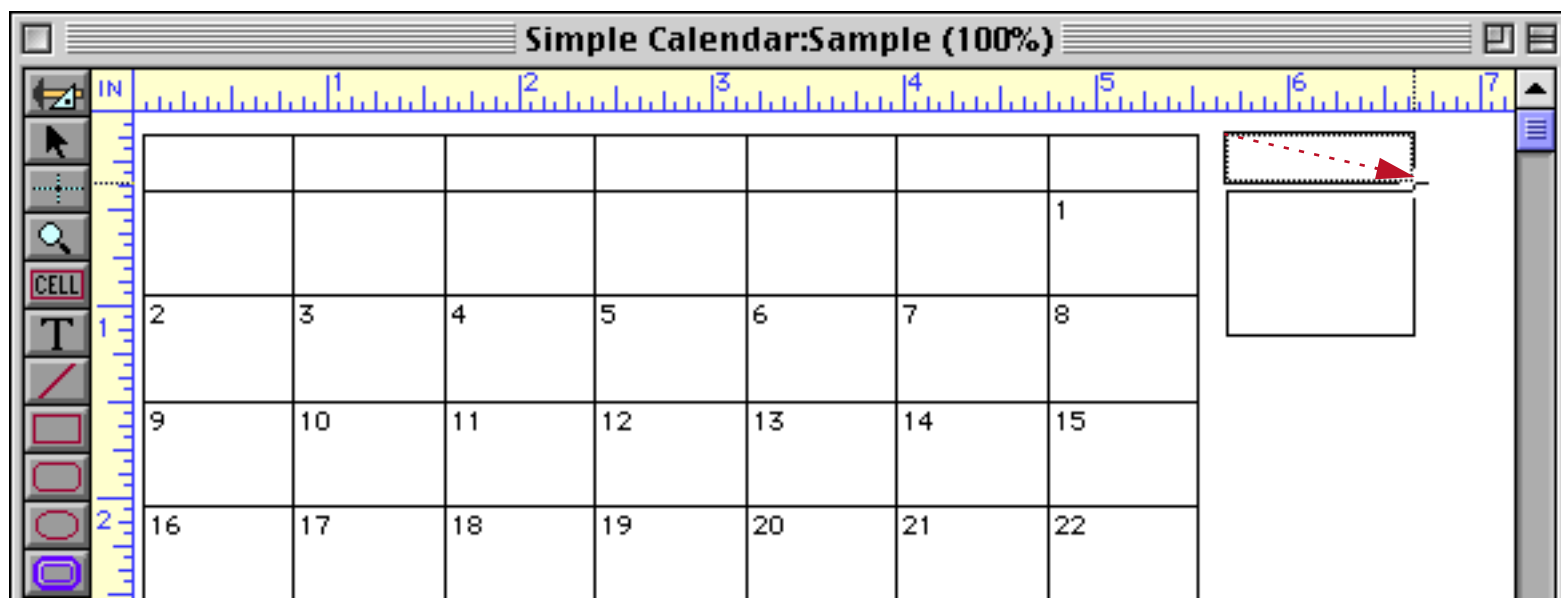 Simple Calendar:Sample (100%)
IN 1 2 3 4 5 6 7
1
CELL
1 2 3 4 5 6 7 8
T
9 10 11 12 13 14 15
2 16 17 18 19 20 21 22